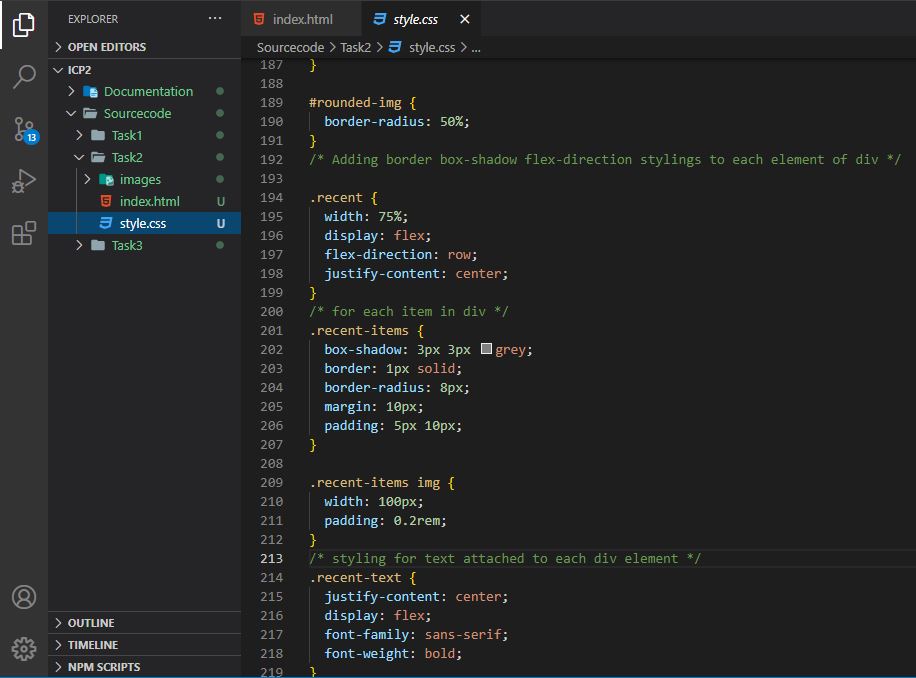 EXPLORER ...
OPEN EDITORS
ICP2
Documentation
Sourcecode
Task1
Task2
images
index.html U
style.css U
Task3
OUTLINE
TIMELINE
NPM SCRIPTS
13
index.html style.css
Sourcecode > Task2 > style.css > ...
187 }
188
189 #rounded-img {
190 border-radius: 50%;
191 }
192 /* Adding border box-shadow flex-direction stylings to each element of div */
193
194 .recent {
195 width: 75%;
196 display: flex;
197 flex-direction: row;
198 justify-content: center;
199 }
200 /* for each item in div */
201 .recent-items {
202 box-shadow: 3px 3px grey;
203 border: 1px solid;
204 border-radius: 8px;
205 margin: 10px;
206 padding: 5px 10px;
207 }
208
209 .recent-items img {
210 width: 100px;
211 padding: 0.2rem;
212 }
213 /* styling for text attached to each div element */
214 .recent-text {
215 justify-content: center;
216 display: flex;
217 font-family: sans-serif;
218 font-weight: bold;
219 }